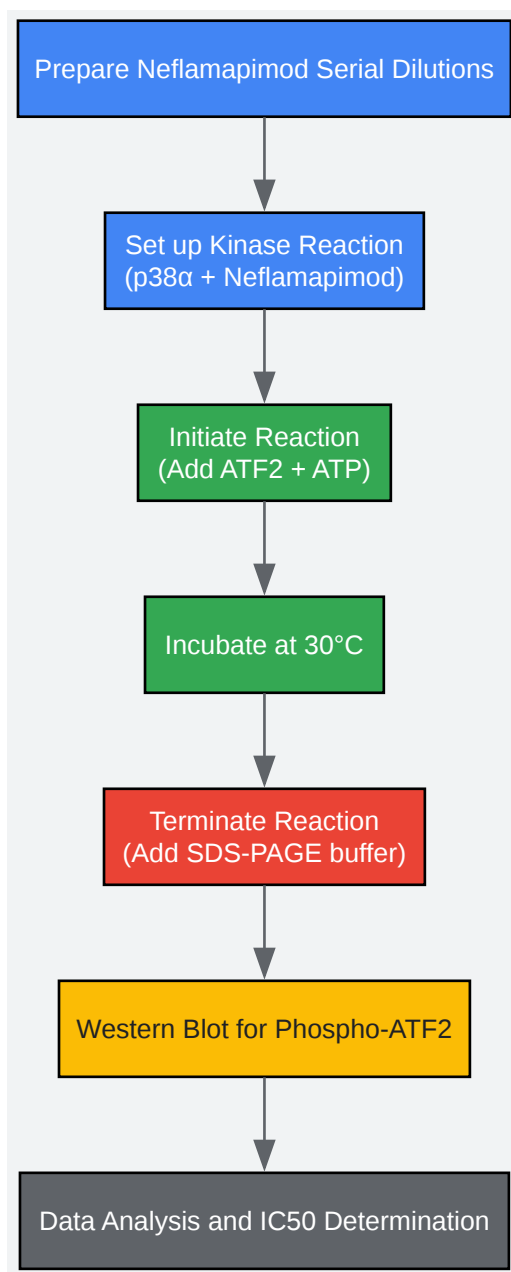 Prepare Neflamapimod Serial Dilutions
Set up Kinase Reaction
(p38α + Neflamapimod)
Initiate Reaction
(Add ATF2 + ATP)
Incubate at 30°C
Terminate Reaction
(Add SDS-PAGE buffer)
Western Blot for Phospho-ATF2
Data Analysis and IC50 Determination